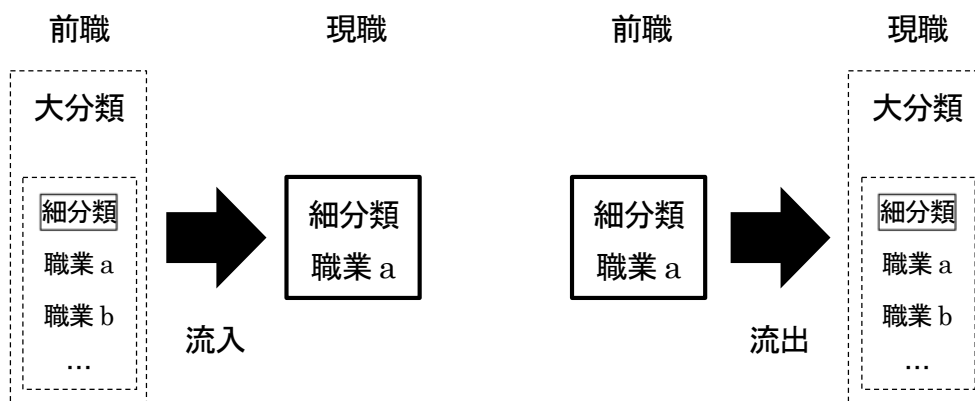 前職
現職
大分類
細分類
職業 a
職業 b
…
流入
細分類
職業 a
前職
現職
細分類
職業 a
流出
大分類
細分類
職業 a
職業 b
…